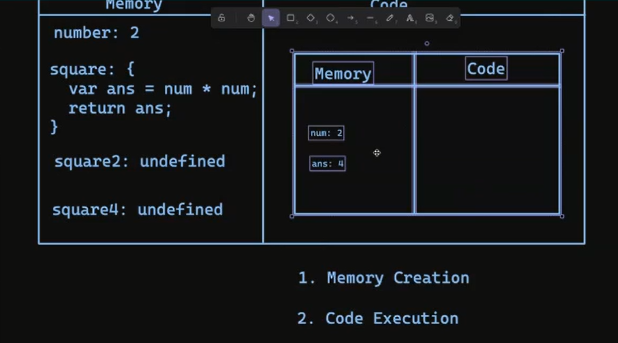 Memory
Code
number: 2
square: {
var ans = num * num;
return ans;
}
square2: undefined
square4: undefined
Memory
Code
num: 2
ans: 4
1. Memory Creation
2. Code Execution